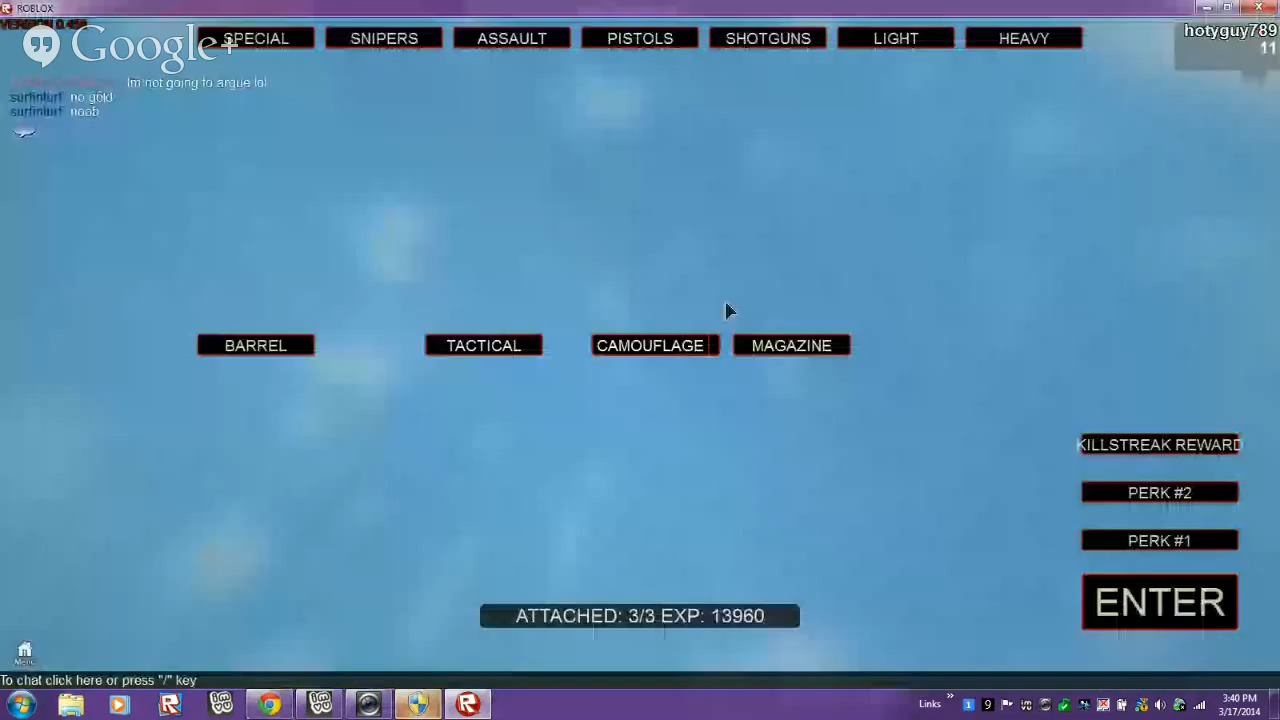 ROBLOX
Google+
SPECIAL SNIPERS ASSAULT PISTOLS SHOTGUNS LIGHT HEAVY
hotyguy789
11
Im not going to argue lol
surfinturf no gold
surfinturf noob
BARREL TACTICAL CAMOUFLAGE MAGAZINE
KILLSTREAK REWARD
PERK #2
PERK #1
ENTER
ATTACHED: 3/3 EXP: 13960
Menu
To chat click here or press "/" key
Links
3:40 PM
3/17/2014